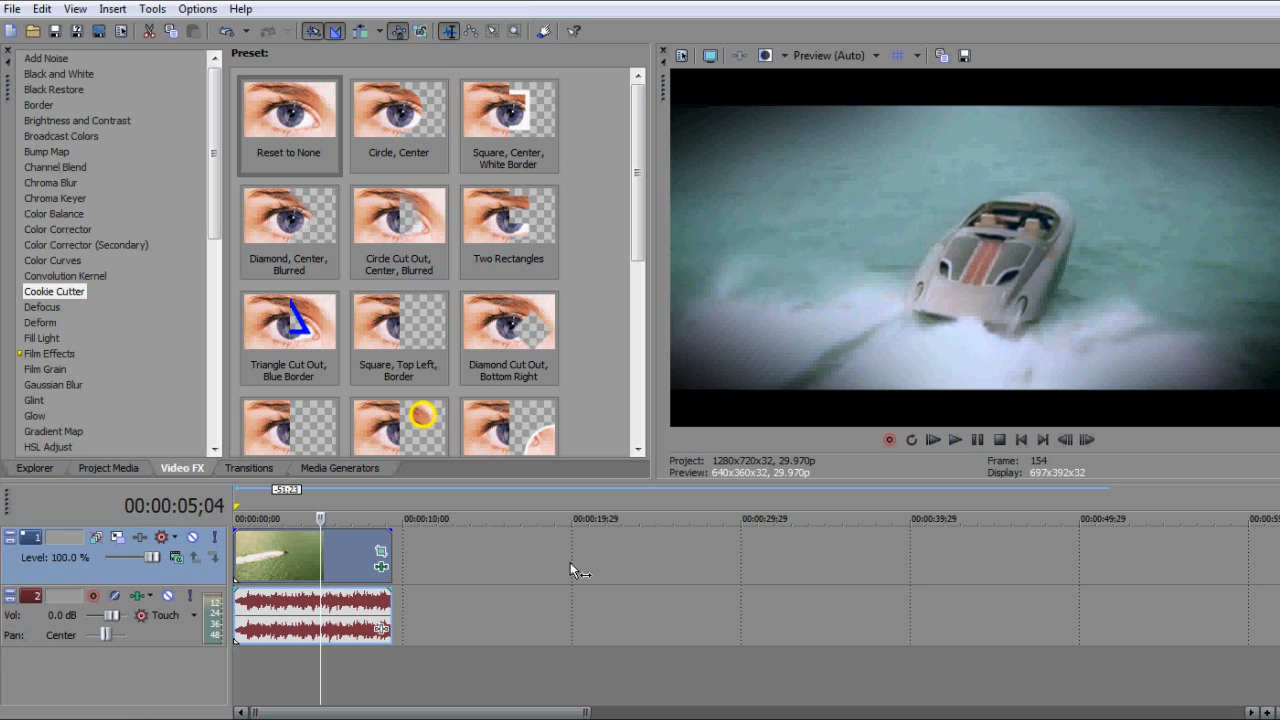 File Edit View Insert Tools Options Help
Add Noise
Black and White
Black Restore
Border
Brightness and Contrast
Broadcast Colors
Bump Map
Channel Blend
Chroma Blur
Chroma Keyer
Color Balance
Color Corrector
Color Corrector (Secondary)
Color Curves
Convolution Kernel
Cookie Cutter
Defocus
Deform
Fill Light
Film Effects
Film Grain
Gaussian Blur
Glint
Glow
Gradient Map
HSL Adjust
Preset:
Reset to None
Circle, Center
Square, Center,
White Border
Diamond, Center,
Blurred
Circle Cut Out,
Center, Blurred
Two Rectangles
Triangle Cut Out,
Blue Border
Square, Top Left,
Border
Diamond Cut Out,
Bottom Right
Explorer Project Media Video FX Transitions Media Generators
Preview (Auto)
Project: 1280x720x32, 29.970p Frame: 154
Preview: 640x360x32, 29.970p Display: 697x392x32
00:00:05;04
-51:23
00:00:00;00 00:00:10;00 00:00:19;29 00:00:29;29 00:00:39;29 00:00:49;29
1
Level: 100.0 %
2
Vol: 0.0 dB Touch
Pan: Center
12
24
36
48